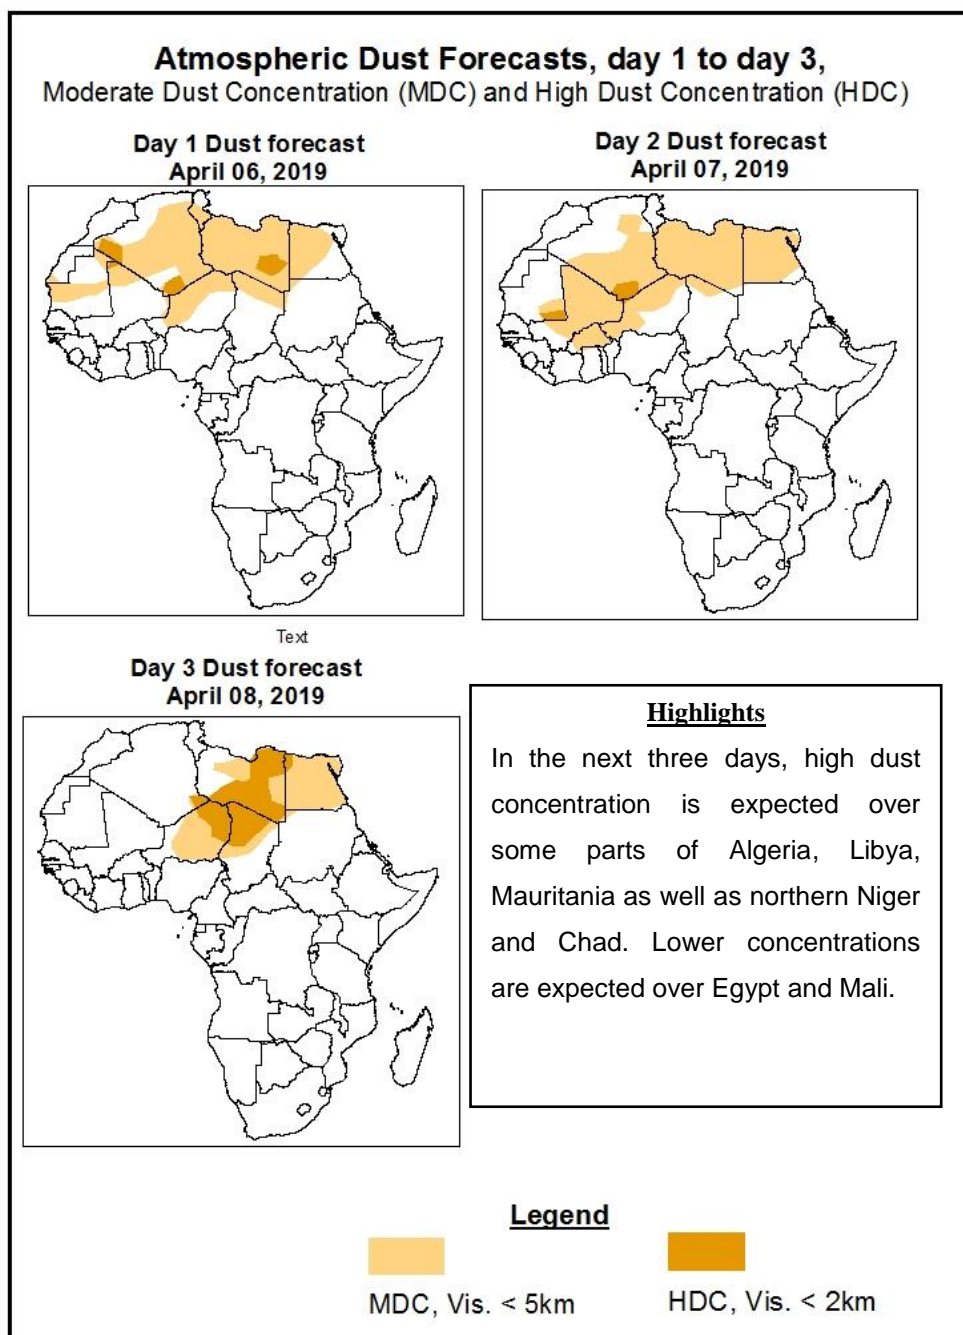 Atmospheric Dust Forecasts, day 1 to day 3,
Moderate Dust Concentration (MDC) and High Dust Concentration (HDC)
Day 1 Dust forecast
April 06, 2019
Day 2 Dust forecast
April 07, 2019
Text
Day 3 Dust forecast
April 08, 2019
Highlights
In the next three days, high dust
concentration is expected over
some parts of Algeria, Libya,
Mauritania as well as northern Niger
and Chad. Lower concentrations
are expected over Egypt and Mali.
Legend
MDC, Vis. < 5km
HDC, Vis. < 2km